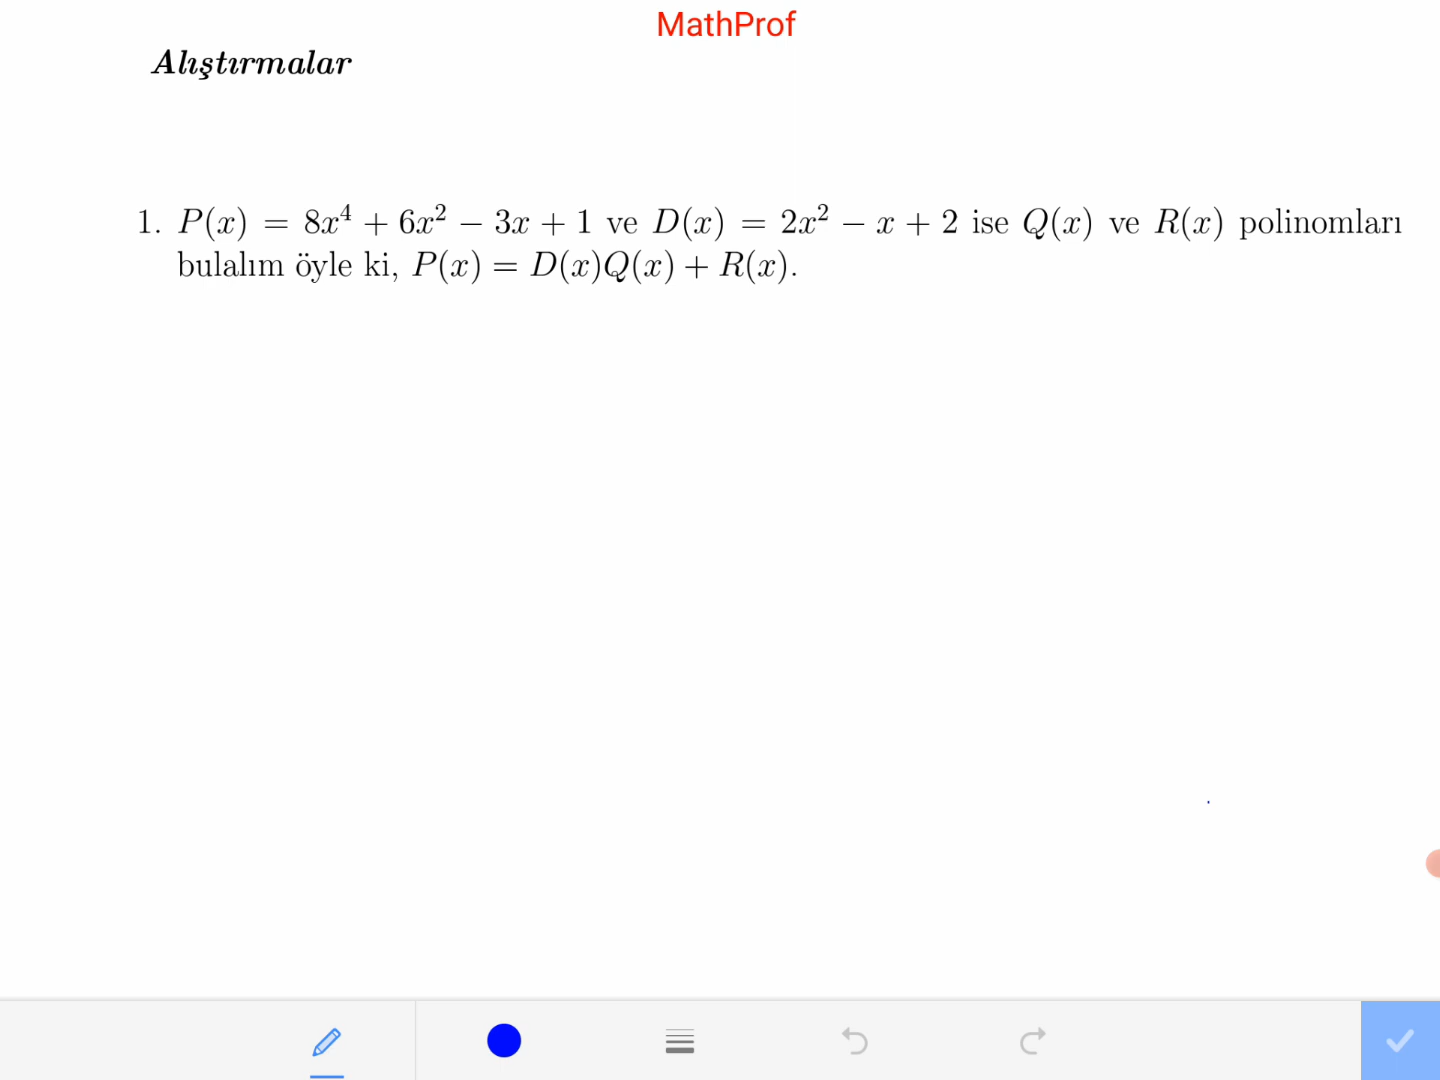 MathProf
Alıştırmalar
1. P(x) = 8x⁴ + 6x² − 3x + 1 ve D(x) = 2x² − x + 2 ise Q(x) ve R(x) polinomları
bulalım öyle ki, P(x) = D(x)Q(x) + R(x).